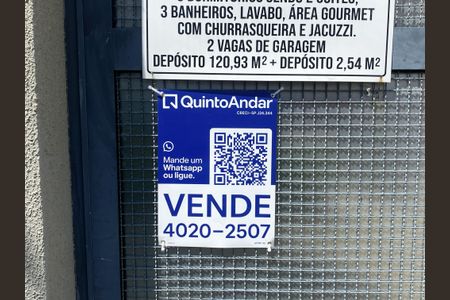 3 BANHEIROS, LAVABO, ÁREA GOURMET
COM CHURRASQUEIRA E JACUZZI.
2 VAGAS DE GARAGEM
DEPÓSITO 120,93 M² + DEPÓSITO 2,54 M²
QuintoAndar
Mande um
Whatsapp
ou ligue.
VENDE
4020-2507